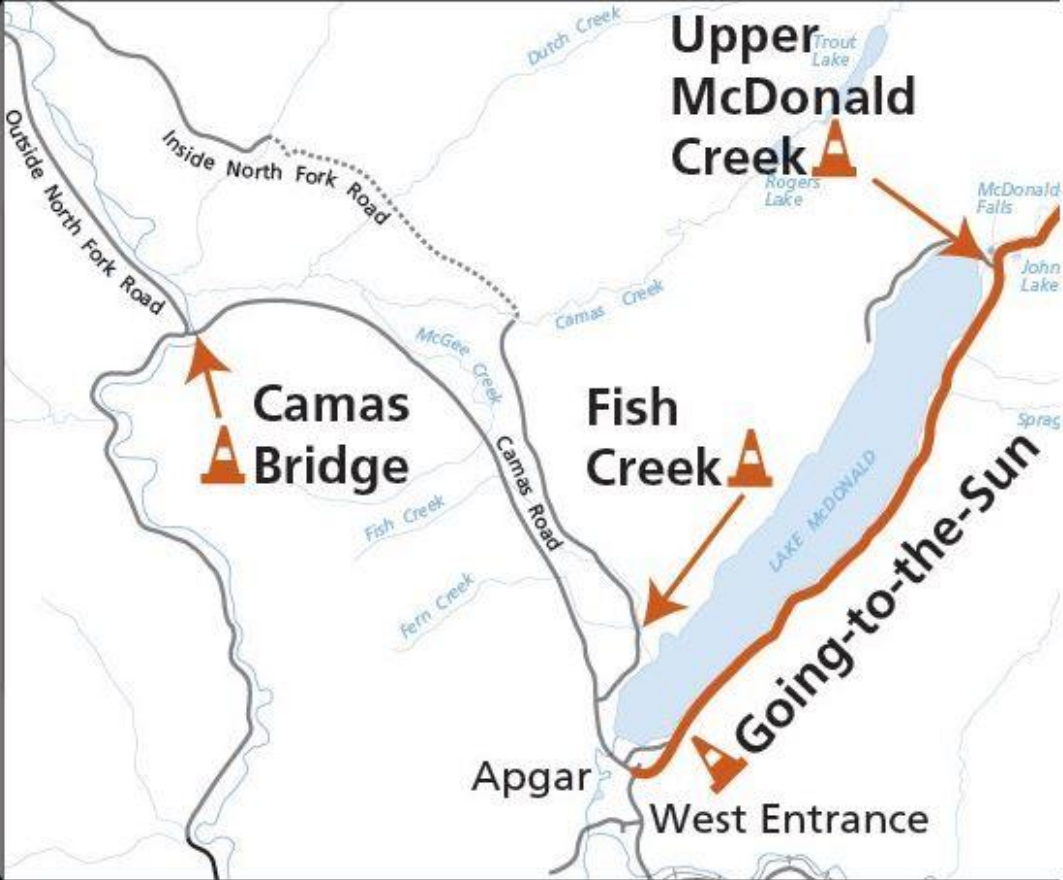 Upper
McDonald
Creek
Trout
Lake
Dutch Creek
Inside North Fork Road
Outside North Fork Road
Rogers
Lake
McDonald
Falls
John
Lake
Camas Creek
McGee Creek
Camas
Bridge
Fish
Creek
Spra
Camas Road
LAKE McDONALD
Fish Creek
Fern Creek
Going-to-the-Sun
Apgar
West Entrance